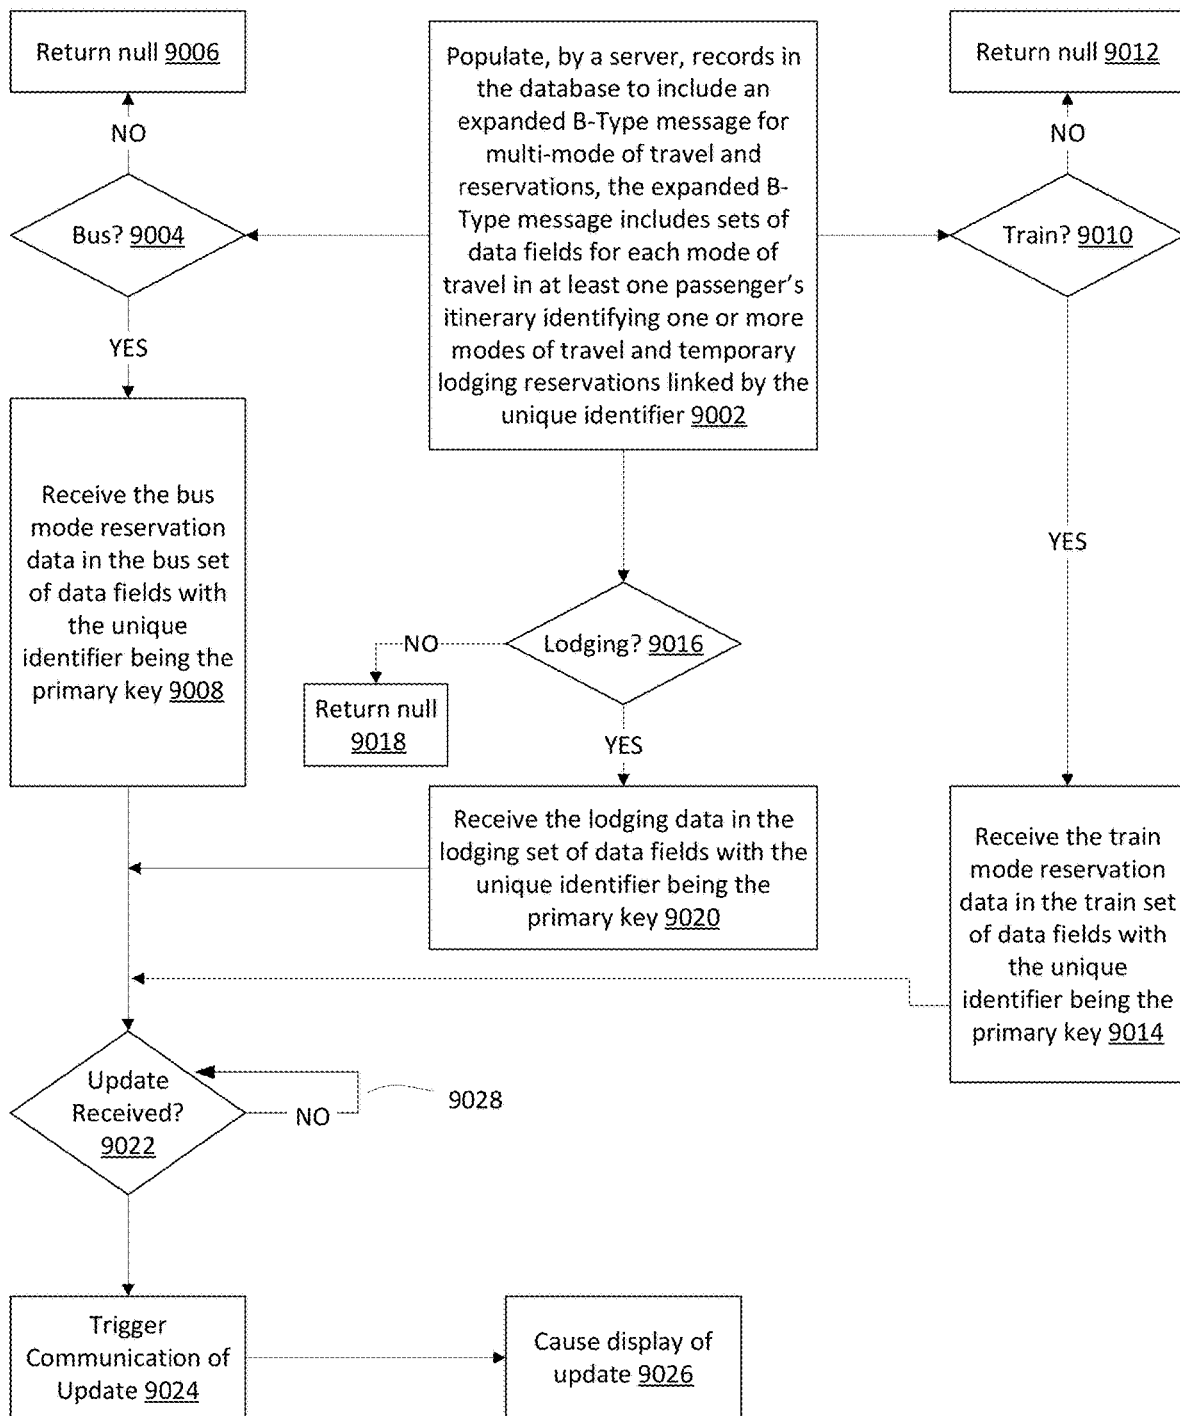 Return null 9006
Populate, by a server, records in
the database to include an
expanded B-Type message for
multi-mode of travel and
reservations, the expanded B-
Type message includes sets of
data fields for each mode of
travel in at least one passenger's
itinerary identifying one or more
modes of travel and temporary
lodging reservations linked by the
unique identifier 9002
Return null 9012
NO
NO
Bus? 9004
Train? 9010
YES
Receive the bus
mode reservation
data in the bus set
of data fields with
the unique
identifier being the
primary key 9008
YES
Lodging? 9016
NO
Return null
9018
YES
Receive the lodging data in the
lodging set of data fields with the
unique identifier being the
primary key 9020
Receive the train
mode reservation
data in the train set
of data fields with
the unique
identifier being the
primary key 9014
Update
Received?
9022
NO
9028
Trigger
Communication of
Update 9024
Cause display of
update 9026